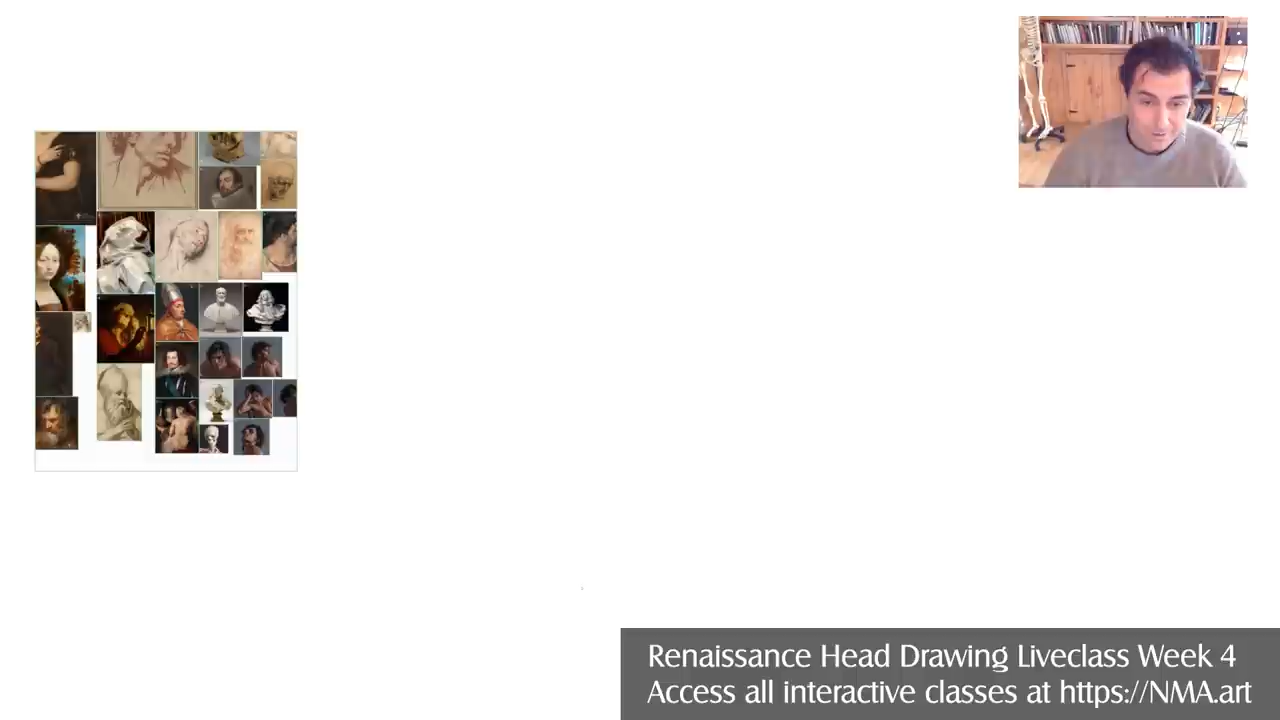 Renaissance Head Drawing Liveclass Week 4
Access all interactive classes at https://NMA.art